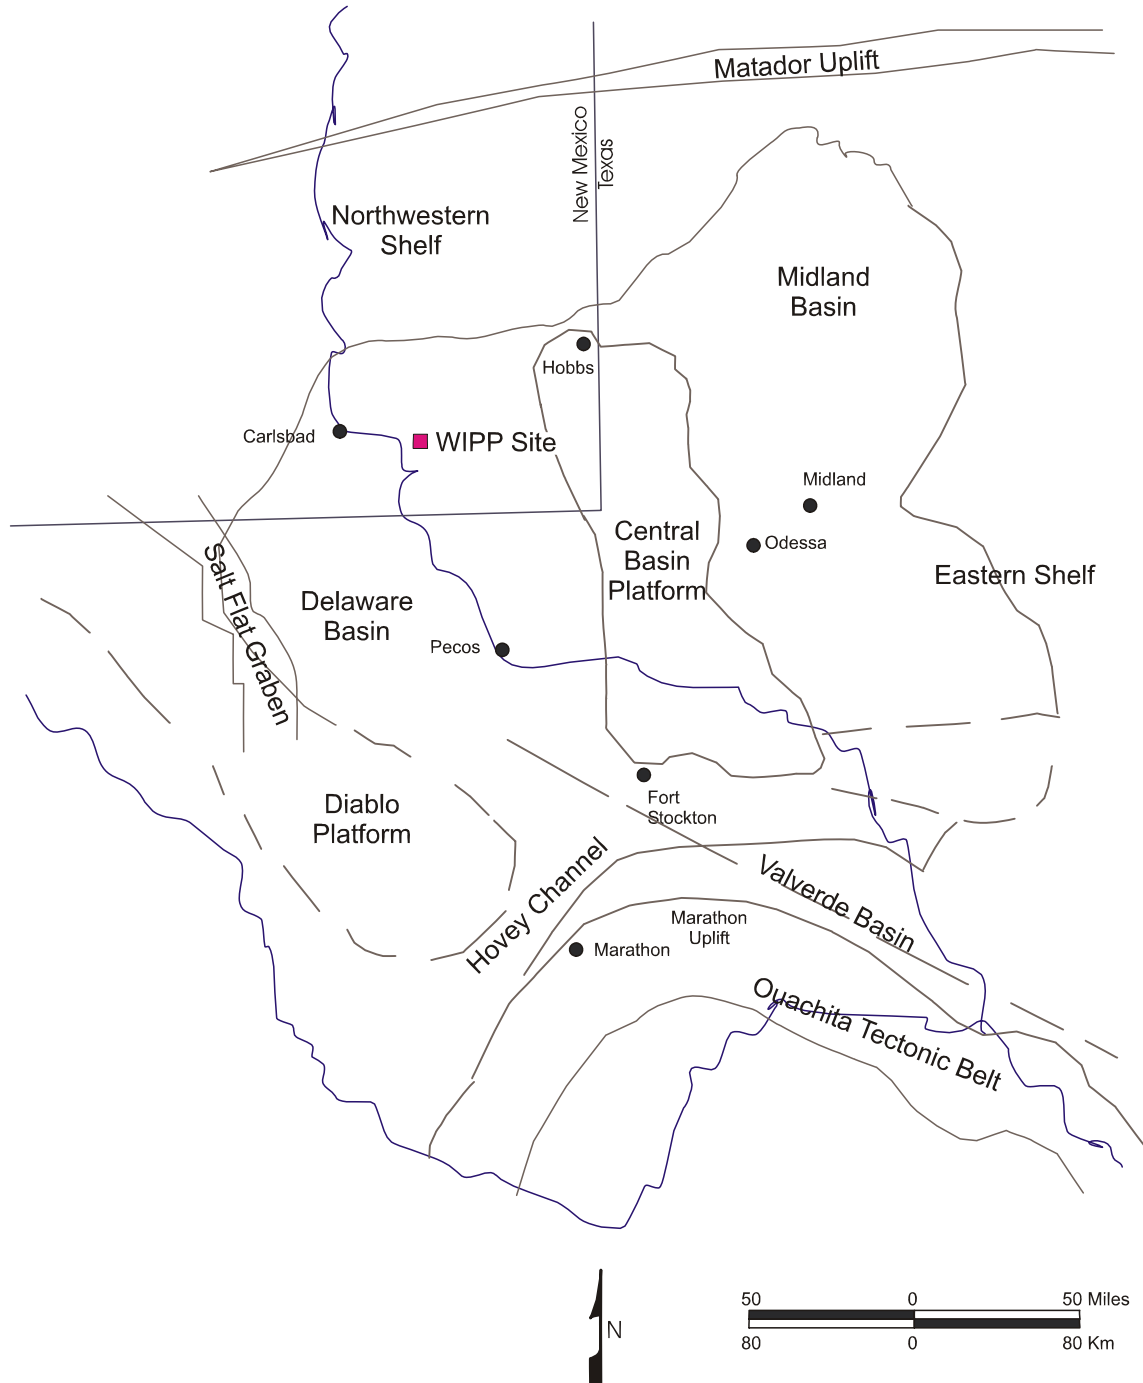 Matador Uplift
New Mexico
Texas
Northwestern
Shelf
Midland
Basin
Hobbs
Carlsbad
WIPP Site
Midland
Odessa
Central
Basin
Platform
Eastern Shelf
Salt Flat Graben
Delaware
Basin
Pecos
Diablo
Platform
Fort
Stockton
Hovey Channel
Valverde Basin
Marathon
Uplift
Marathon
Ouachita Tectonic Belt
N
50 0 50 Miles
80 0 80 Km